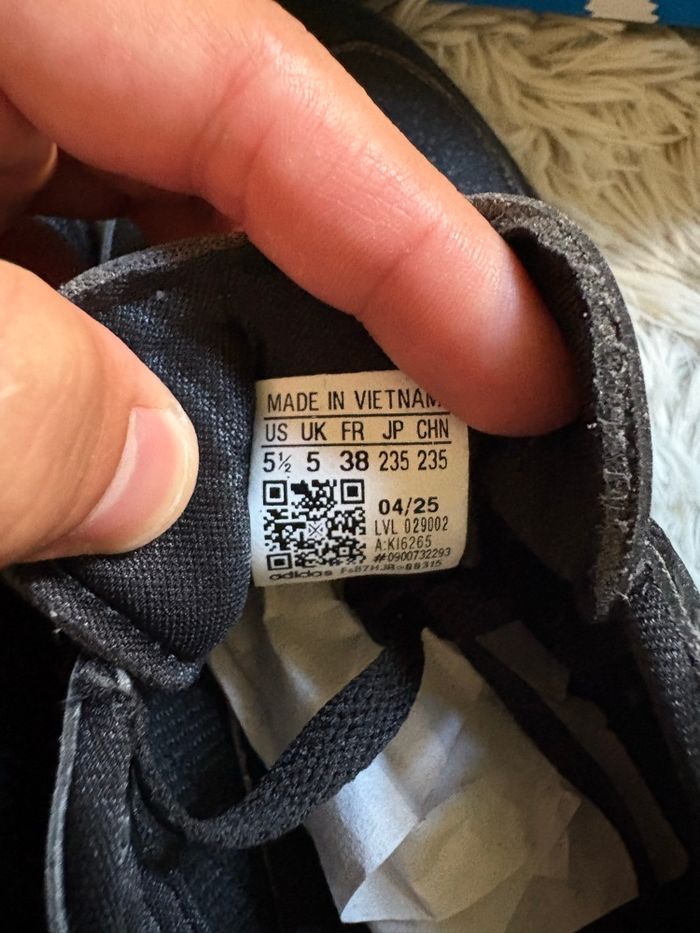 MADE IN VIETNAM
US UK FR JP CHN
5½ 5 38 235 235
04/25
LVL 029002
A:KI6265
#0900732293
adidas